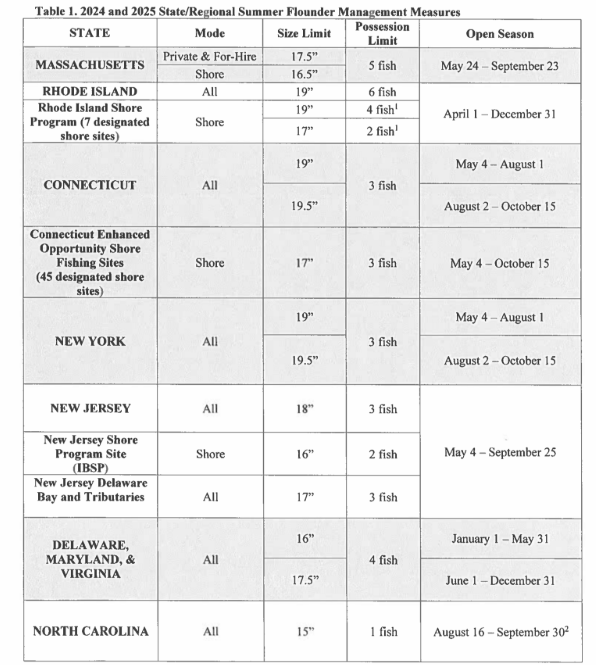 Table 1. 2024 and 2025 State/Regional Summer Flounder Management Measures
STATE Mode Size Limit Possession Limit Open Season
MASSACHUSETTS Private & For-Hire 17.5” 5 fish May 24 – September 23
Shore 16.5”
RHODE ISLAND All 19” 6 fish April 1 – December 31
Rhode Island Shore
Program (7 designated
shore sites)
Shore 19” 4 fish¹
17” 2 fish¹
CONNECTICUT All 19” 3 fish May 4 – August 1
19.5” August 2 – October 15
Connecticut Enhanced
Opportunity Shore
Fishing Sites
(45 designated shore
sites)
Shore 17” 3 fish May 4 – October 15
NEW YORK All 19” 3 fish May 4 – August 1
19.5” August 2 – October 15
NEW JERSEY All 18” 3 fish May 4 – September 25
New Jersey Shore
Program Site
(IBSP)
Shore 16” 2 fish
New Jersey Delaware
Bay and Tributaries
All 17” 3 fish
DELAWARE,
MARYLAND, &
VIRGINIA
All 16” 4 fish January 1 – May 31
17.5” June 1 – December 31
NORTH CAROLINA All 15” 1 fish August 16 – September 30²